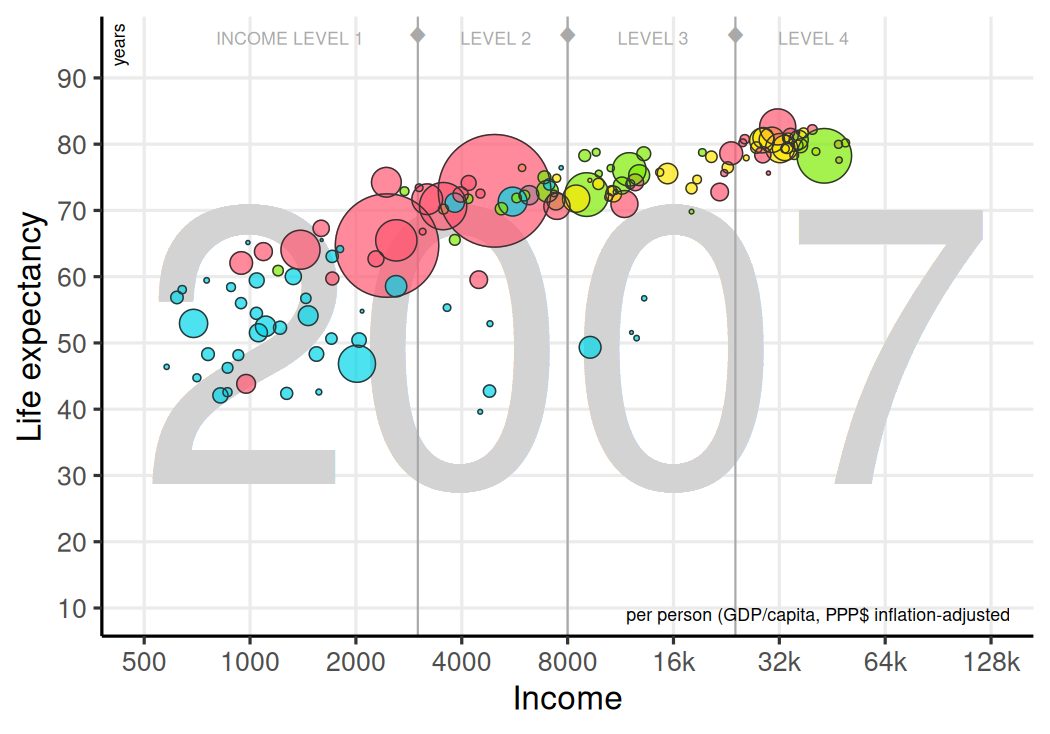 years
INCOME LEVEL 1 LEVEL 2 LEVEL 3 LEVEL 4
90
80
70
60
50
40
30
20
10
Life expectancy
2007
per person (GDP/capita, PPP$ inflation-adjusted
500 1000 2000 4000 8000 16k 32k 64k 128k
Income